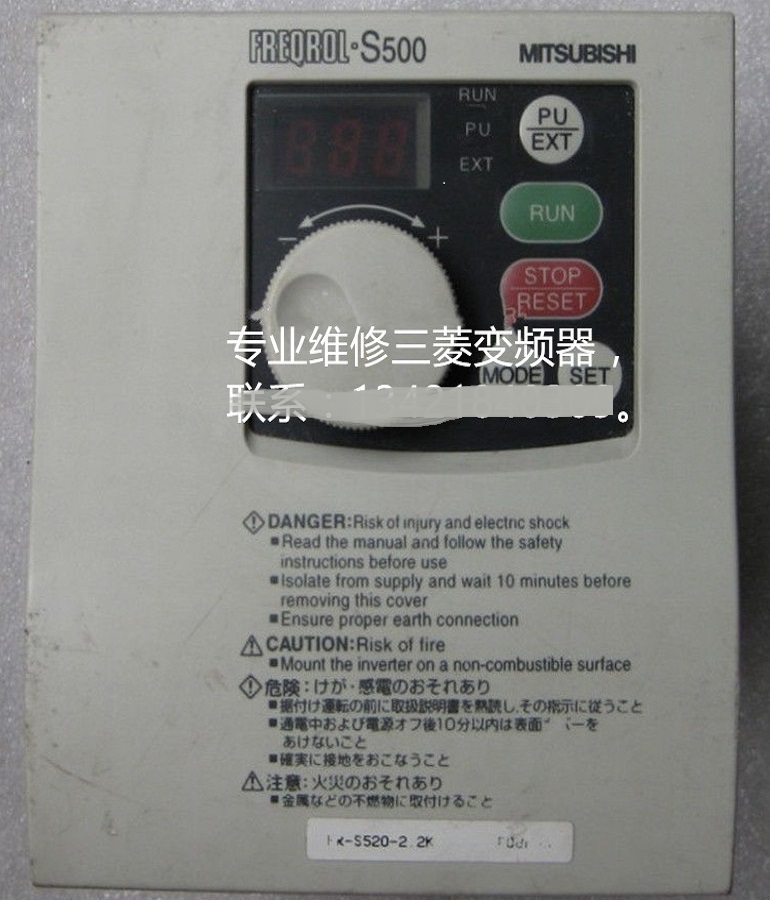 FREQROL-S500 MITSUBISHI
RUN
PU
EXT
PU
EXT
RUN
- +
STOP
RESET
专业维修三菱变频器，
MODE SET
联系：
DANGER:Risk of injury and electric shock
■Read the manual and follow the safety
instructions before use
■Isolate from supply and wait 10 minutes before
removing this cover
■Ensure proper earth connection
CAUTION:Risk of fire
■Mount the inverter on a non-combustible surface
危険：けが・感電のおそれあり
■据付け運転の前に取扱説明書を熟読し、その指示に従うこと
■通電中および電源オフ後10分以内は表面 ーを
あけないこと
■確実に接地をおこなうこと
注意：火災のおそれあり
■金属などの不燃物に取付けること
-S520-2.2K